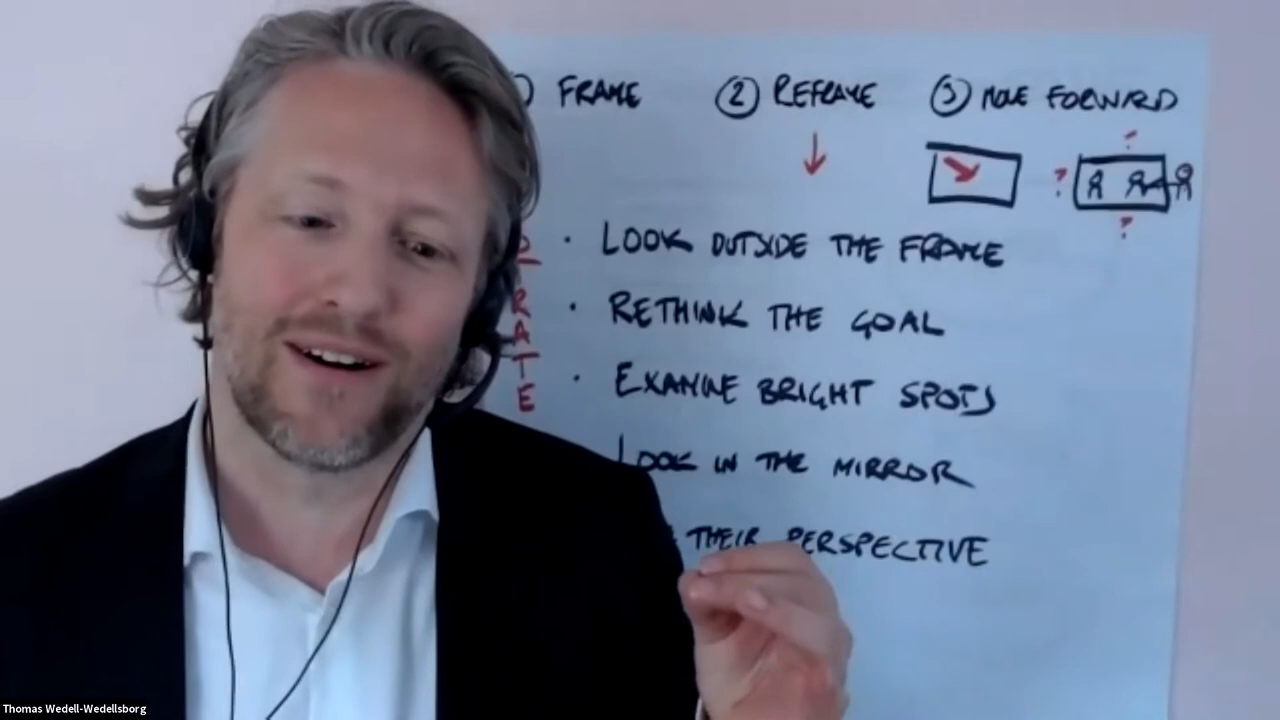 ) FRAME ② REFRAME ③ MOVE FORWARD
? ?
?
· LOOK OUTSIDE THE FRAME
· RETHINK THE GOAL
· EXAMINE BRIGHT SPOTS
LOOK IN THE MIRROR
THEIR PERSPECTIVE
RATE
Thomas Wedell-Wedellsborg